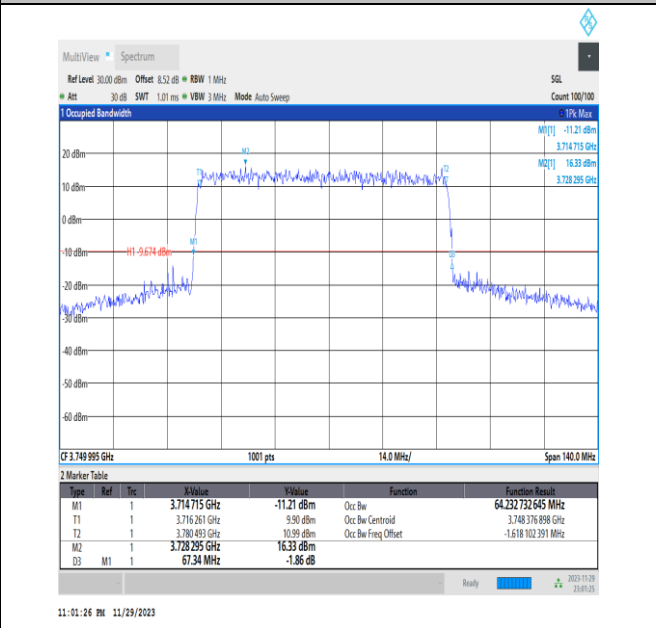 MultiView Spectrum
Ref Level 30.00 dBm Offset 8.52 dB RBW 1 MHz SGL
Att 30 dB SWT 1.01 ms VBW 3 MHz Mode Auto Sweep Count 100/100
1 Occupied Bandwidth 1Pk Max
M1[1] -11.21 dBm
3.714 715 GHz
M2[1] 16.33 dBm
3.728 295 GHz
M2
20 dBm
10 dBm
0 dBm
M1
-10 dBm
H1 -9.674 dBm
-20 dBm
-30 dBm
-40 dBm
-50 dBm
-60 dBm
CF 3.749 995 GHz 1001 pts 14.0 MHz/ Span 140.0 MHz
2 Marker Table
Type Ref Trc X-Value Y-Value Function Function Result
M1 1 3.714 715 GHz -11.21 dBm Occ Bw 64.232 732 645 MHz
T1 1 3.716 261 GHz 9.90 dBm Occ Bw Centroid 3.748 376 898 GHz
T2 1 3.780 493 GHz 10.99 dBm Occ Bw Freq Offset -1.618 102 391 MHz
M2 1 3.728 295 GHz 16.33 dBm
D3 M1 1 67.34 MHz -1.86 dB
Ready 2023-11-29
23:01:25
11:01:26 PM 11/29/2023